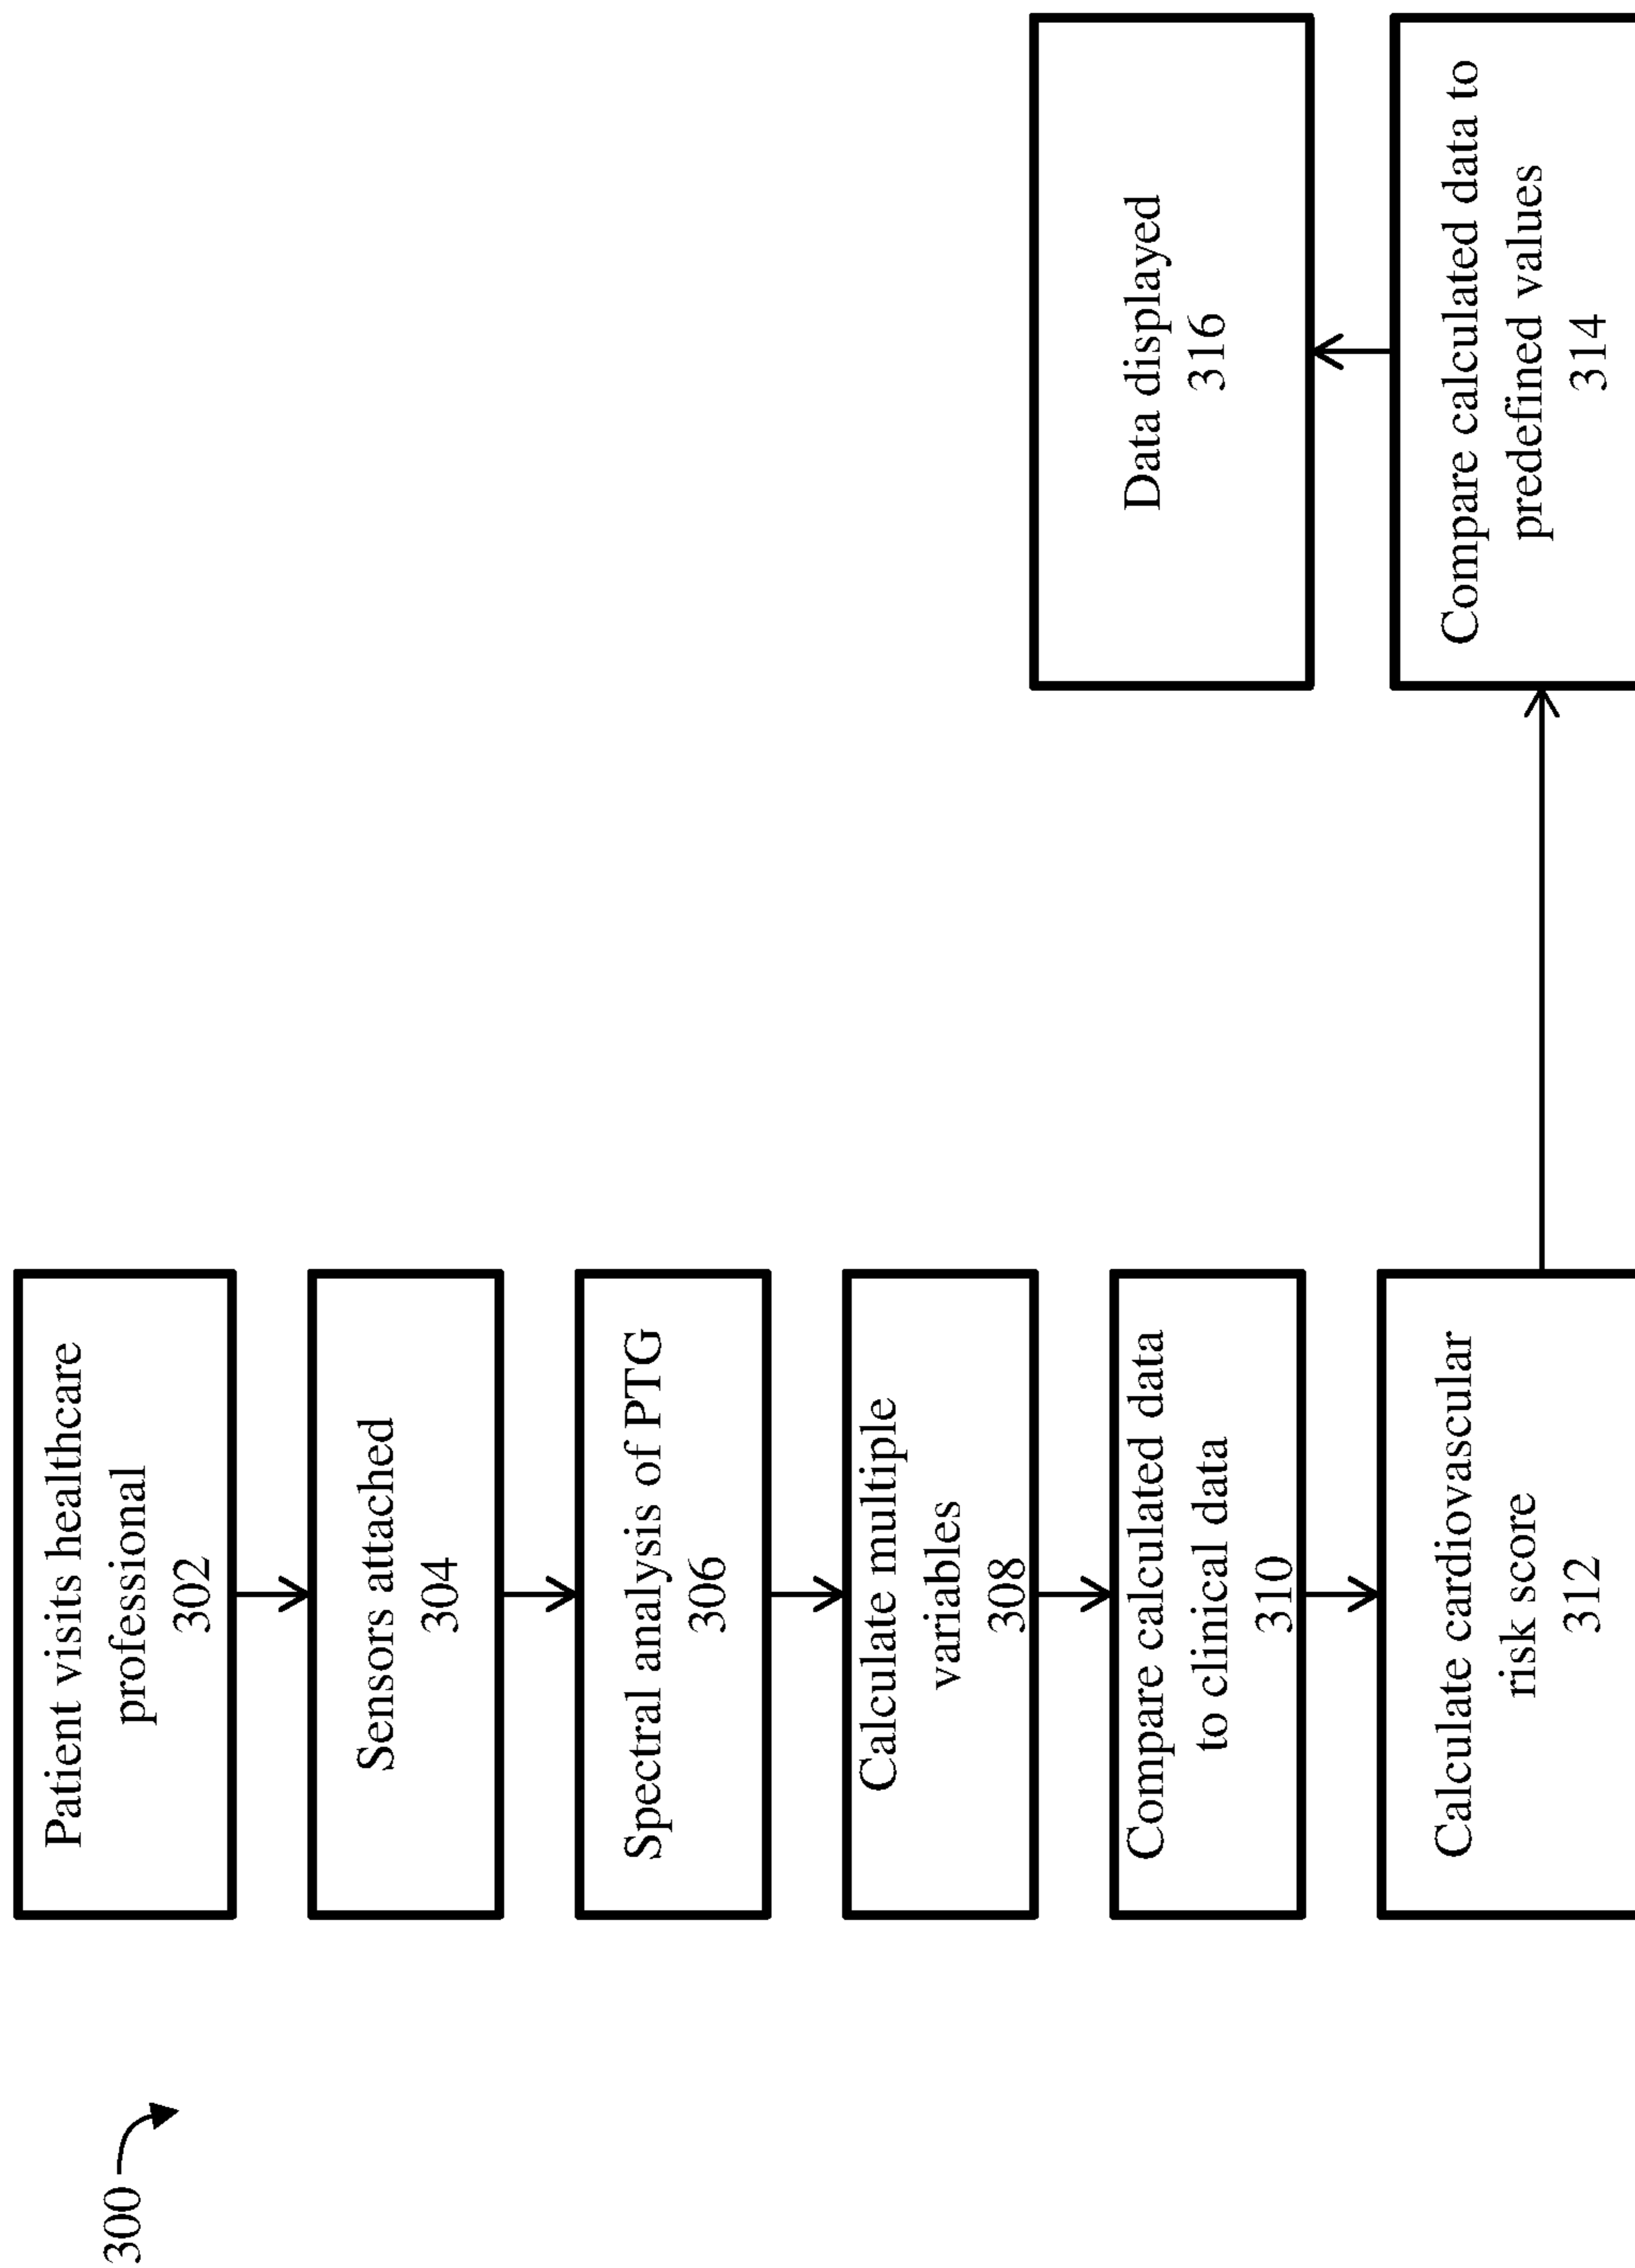 300
Patient visits healthcare
professional
302
Sensors attached
304
Spectral analysis of PTG
306
Calculate multiple
variables
308
Compare calculated data
to clinical data
310
Calculate cardiovascular
risk score
312
Compare calculated data to
predefined values
314
Data displayed
316